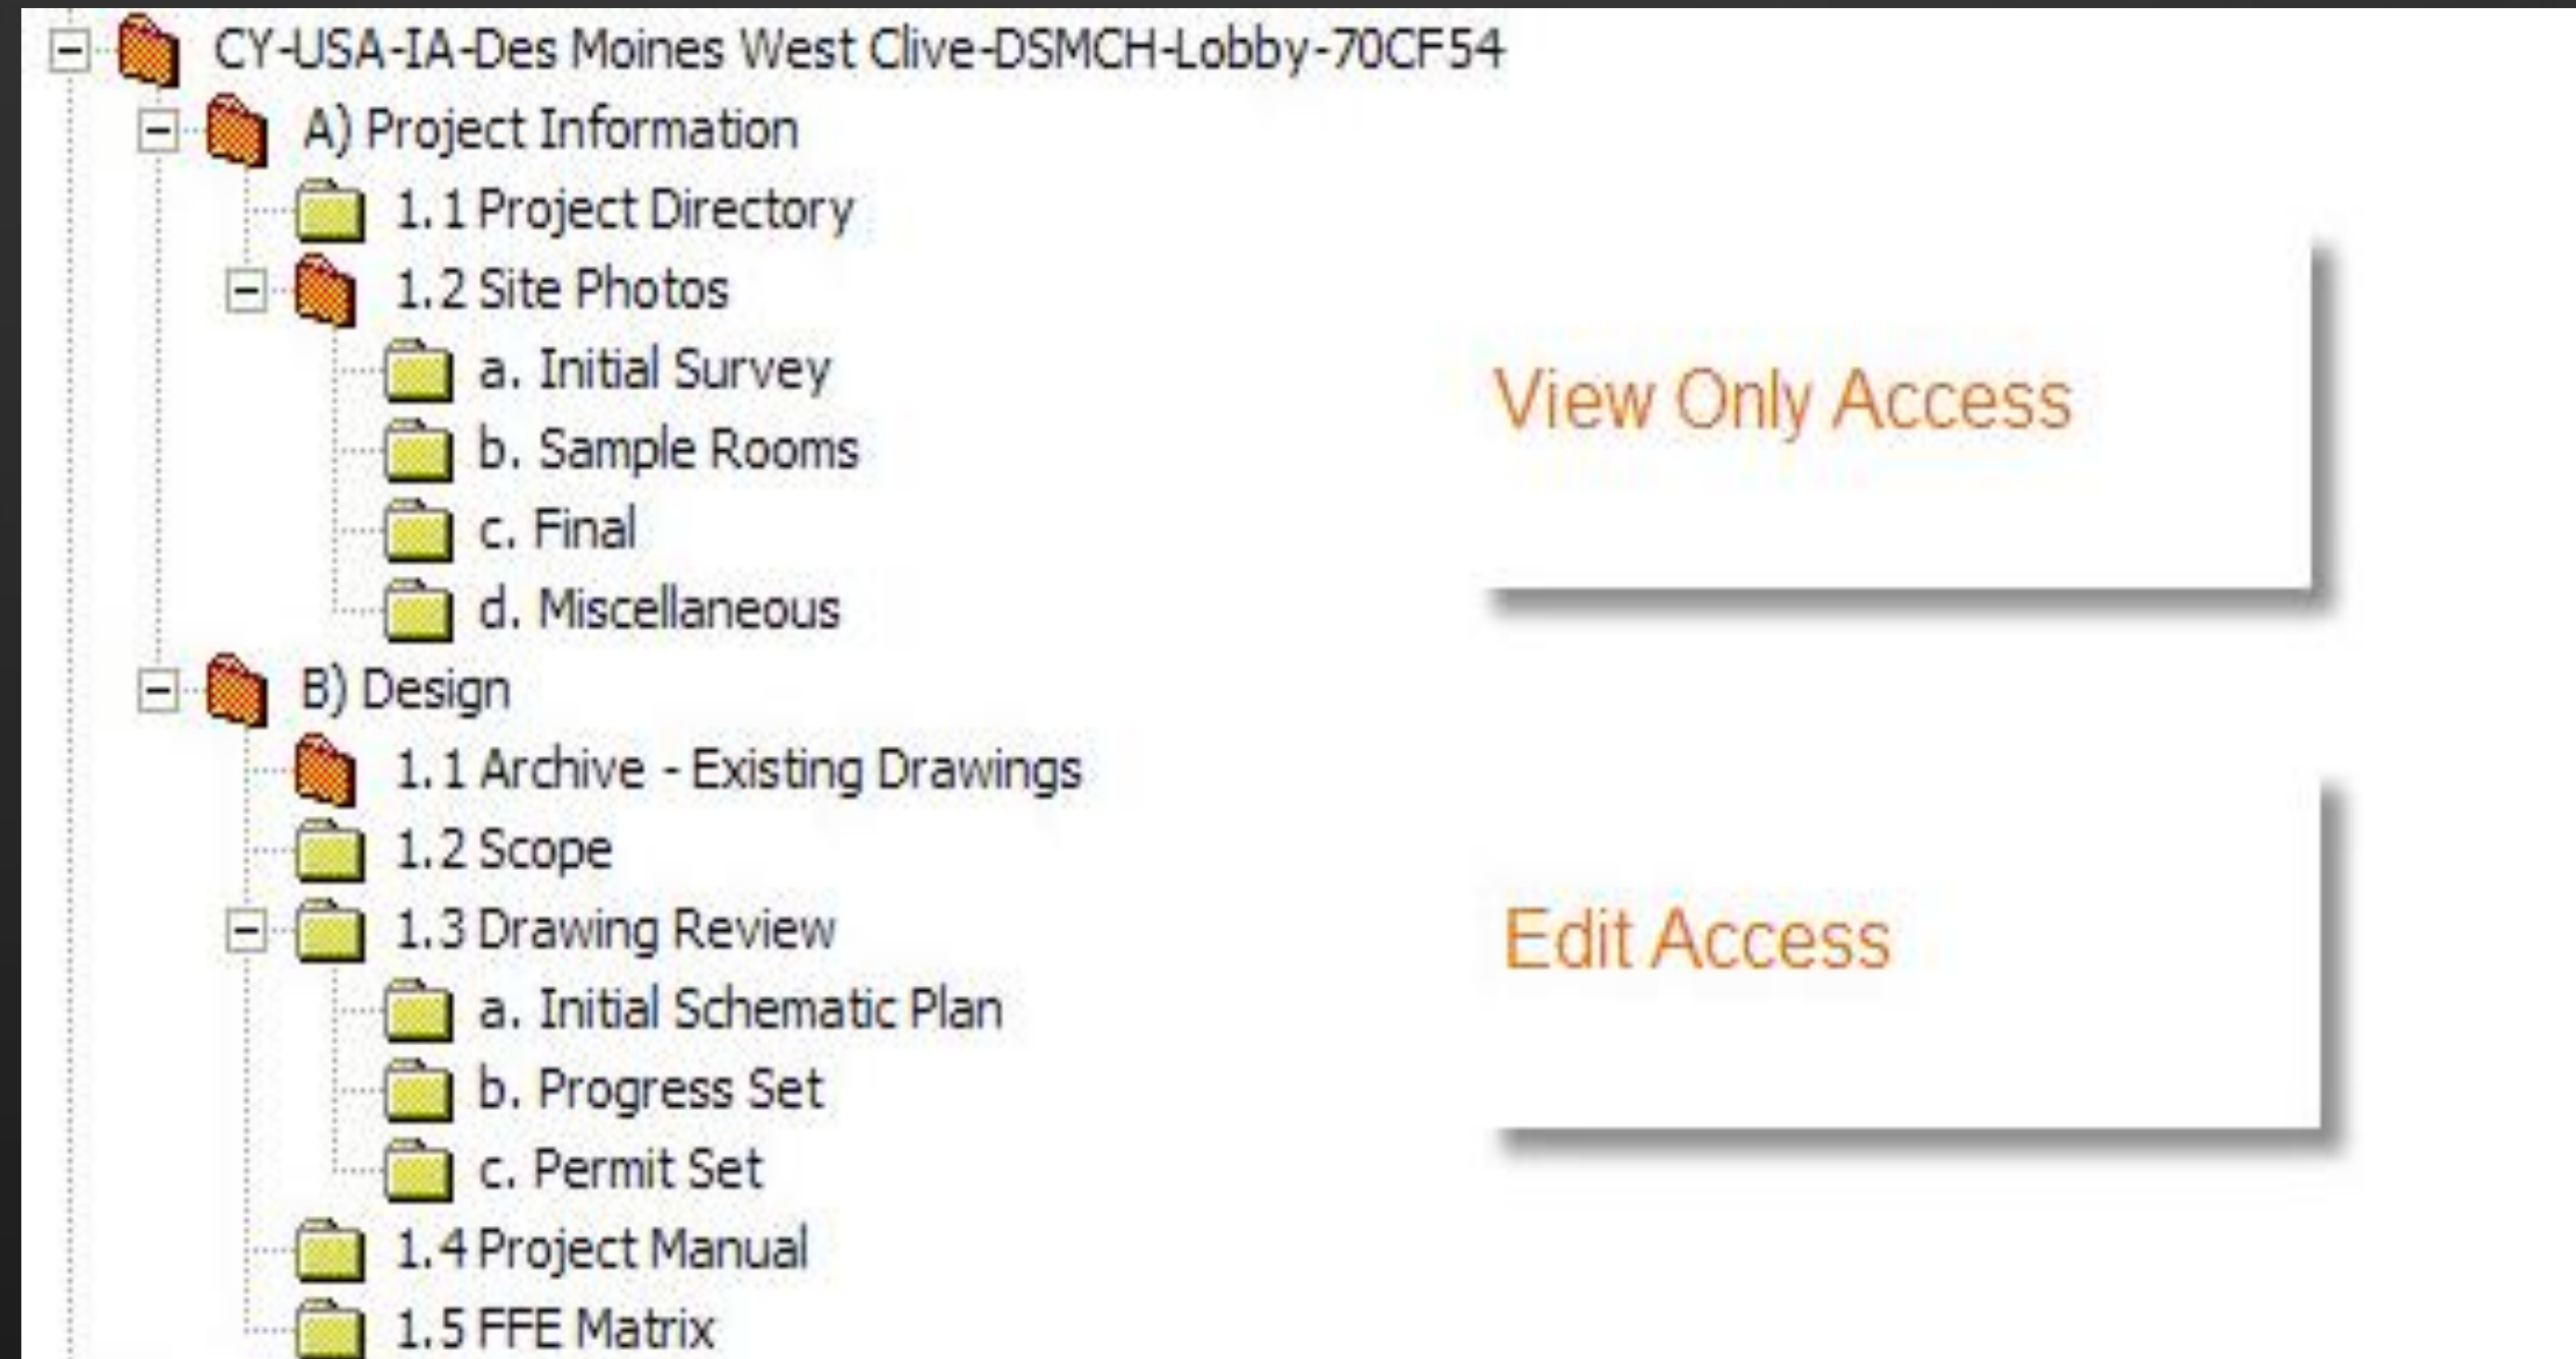 CY-USA-IA-Des Moines West Clive-DSMCH-Lobby-70CF54
A) Project Information
1.1 Project Directory
1.2 Site Photos
a. Initial Survey
b. Sample Rooms
c. Final
d. Miscellaneous
B) Design
1.1 Archive - Existing Drawings
1.2 Scope
1.3 Drawing Review
a. Initial Schematic Plan
b. Progress Set
c. Permit Set
1.4 Project Manual
1.5 FFE Matrix
View Only Access
Edit Access